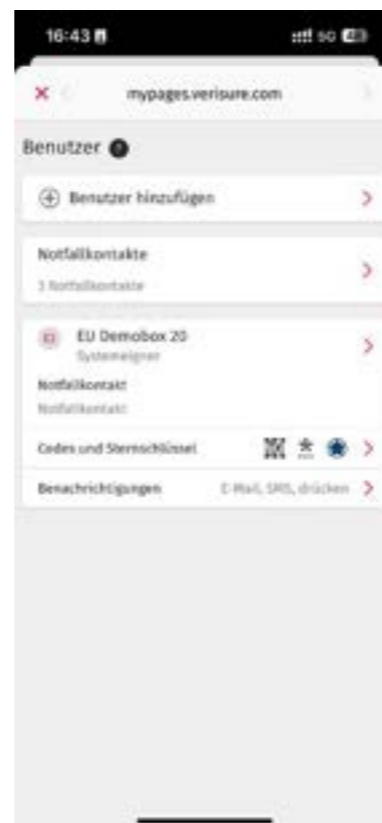 16:43
5G
mypages.verisure.com
Benutzer
Benutzer hinzufügen
Notfallkontakte
3 Notfallkontakte
EU Demobox 20
Systemeigner
Notfallkontakt
Notfallkontakt
Codes und Sternschlüssel
Benachrichtigungen E-Mail, SMS, drücken